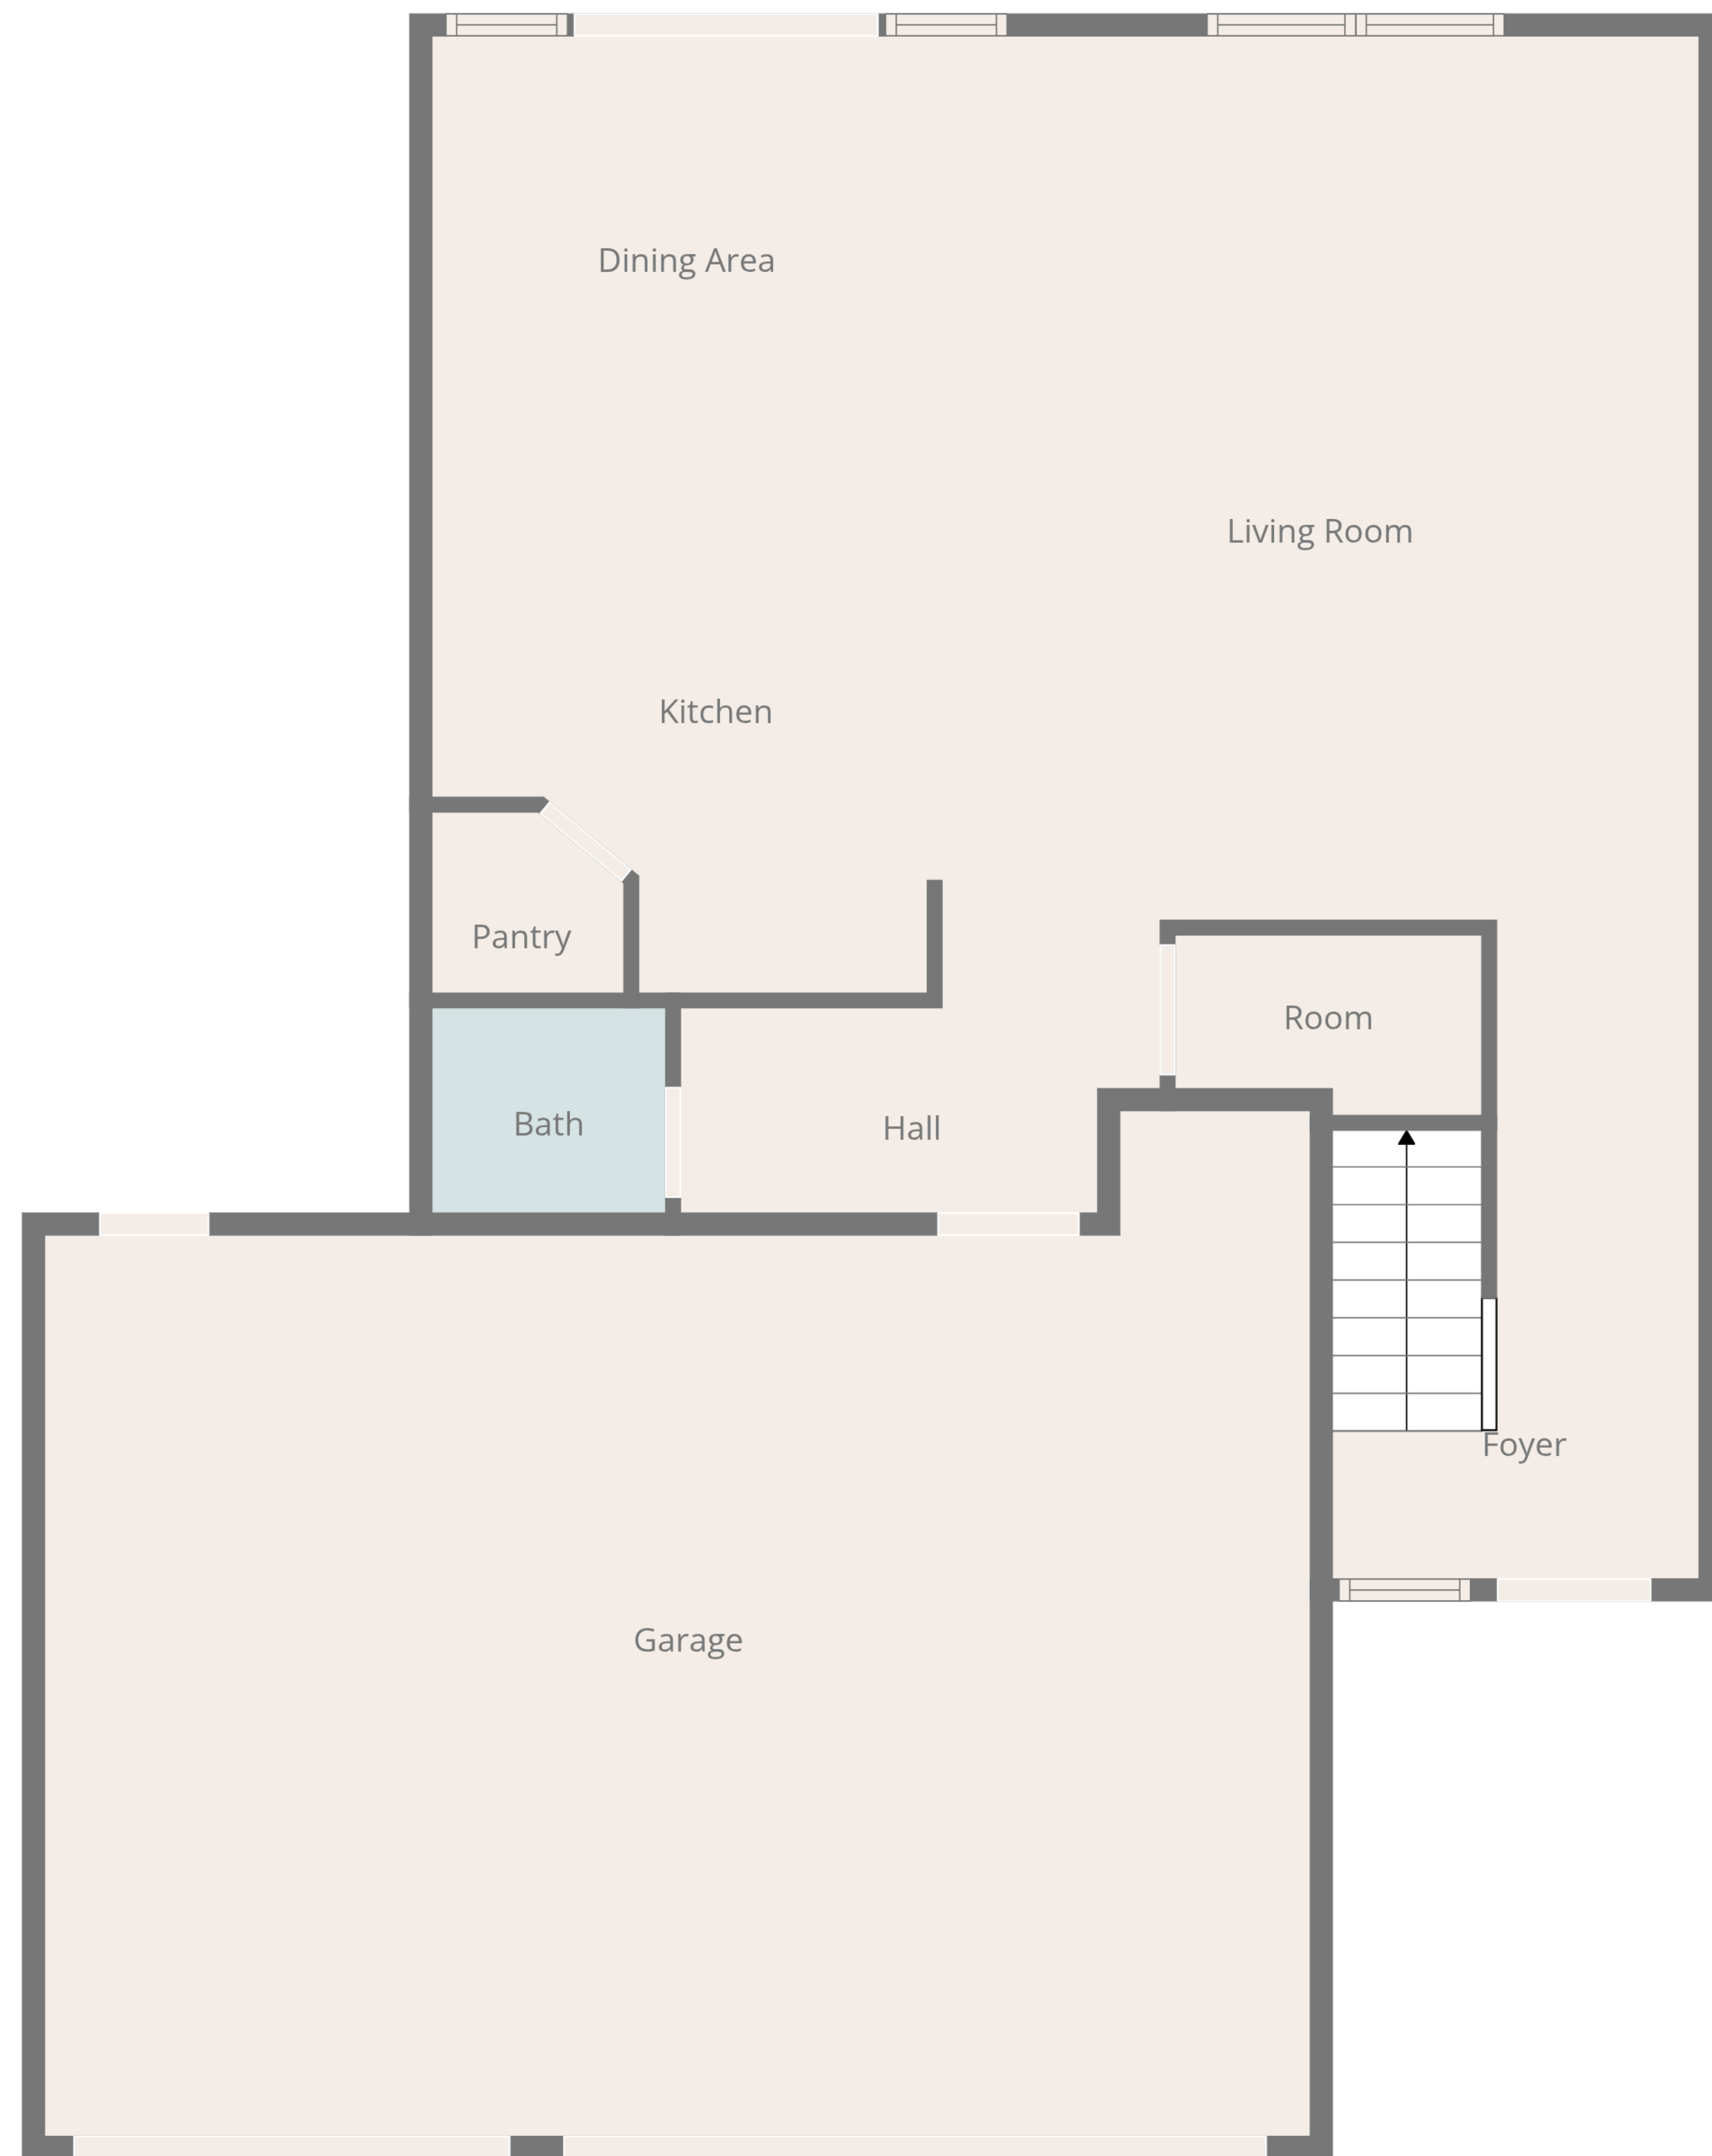 Dining Area
Living Room
Kitchen
Pantry
Room
Bath
Hall
Foyer
Garage